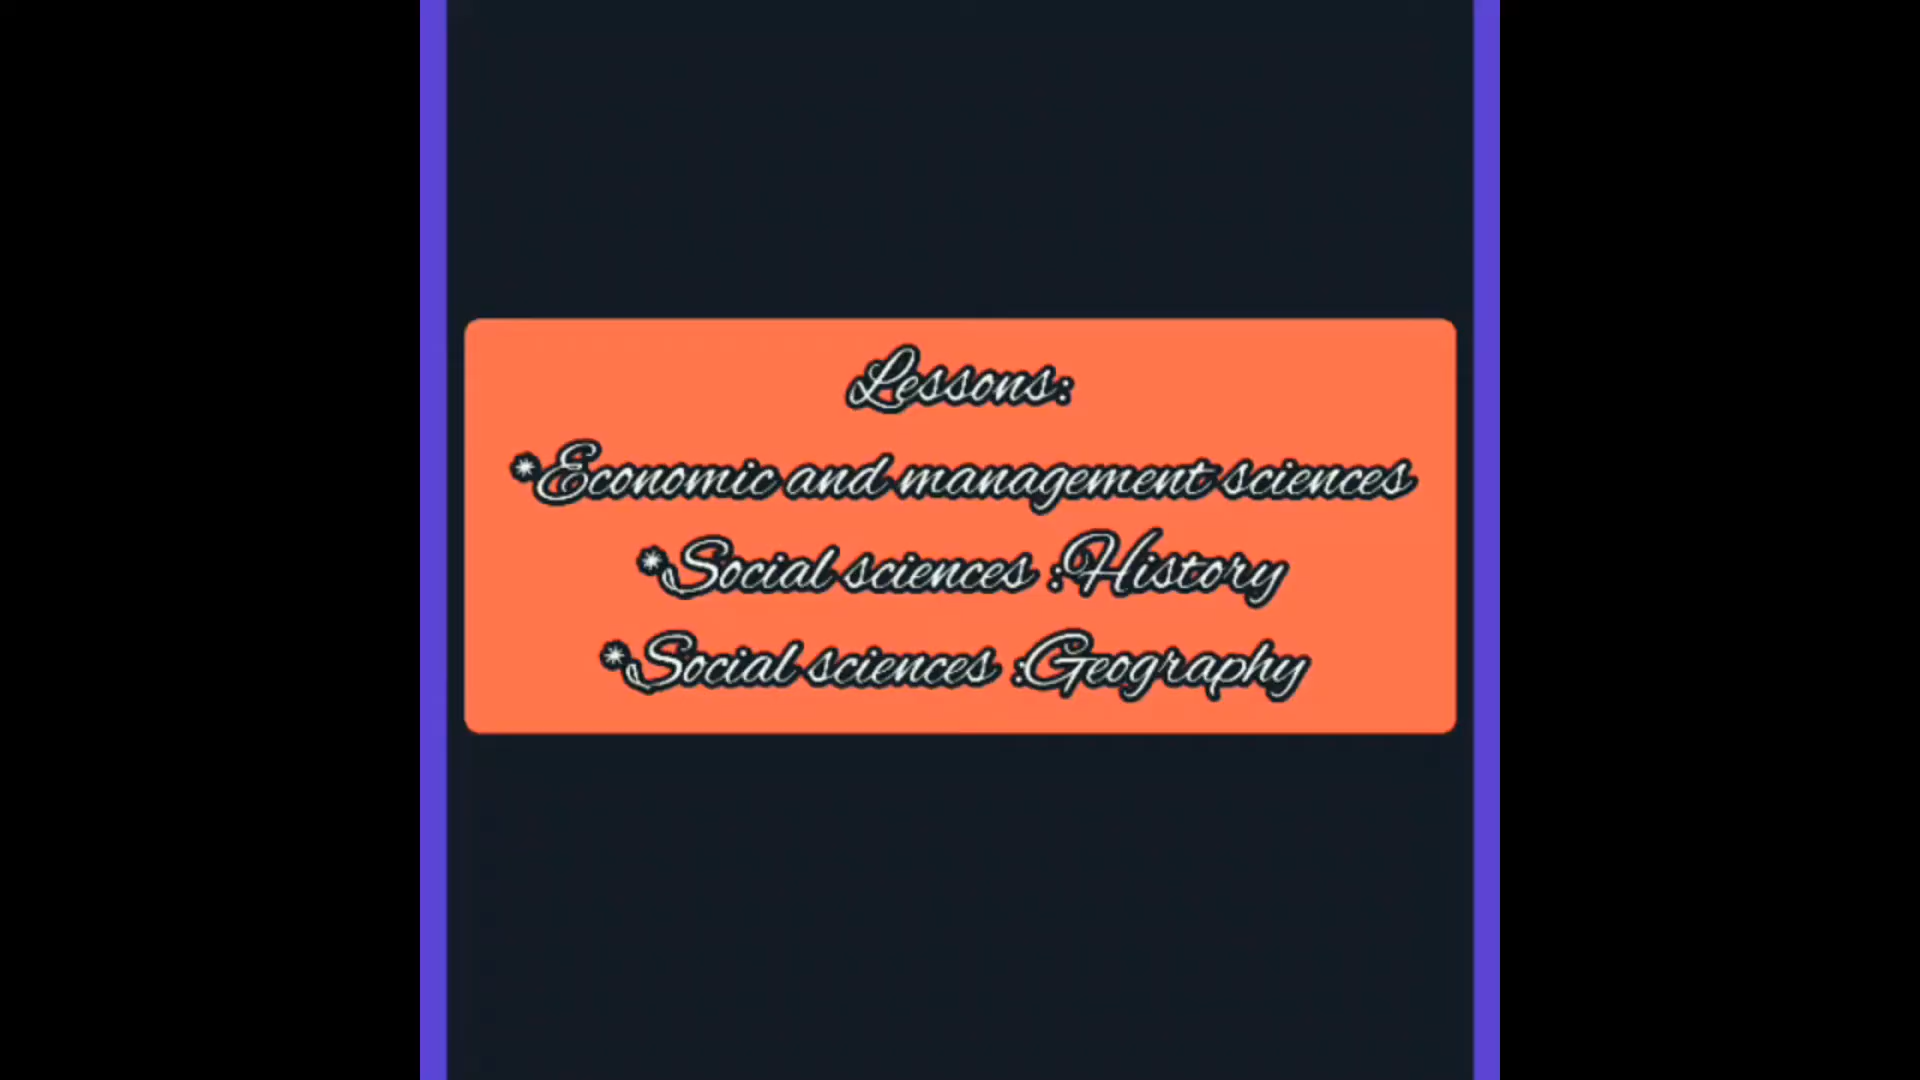 Lessons:
*Economic and management sciences
*Social sciences :History
*Social sciences :Geography